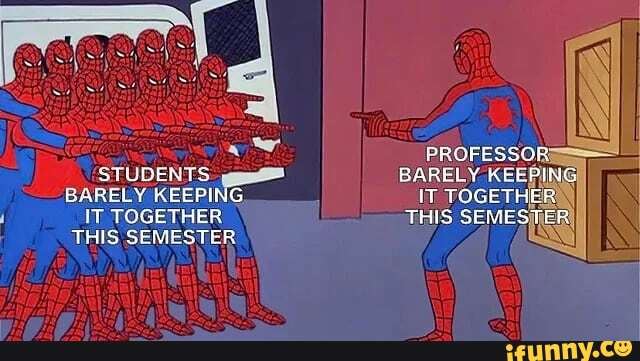 STUDENTS
BARELY KEEPING
IT TOGETHER
THIS SEMESTER
PROFESSOR
BARELY KEEPING
IT TOGETHER
THIS SEMESTER
ifunny.co